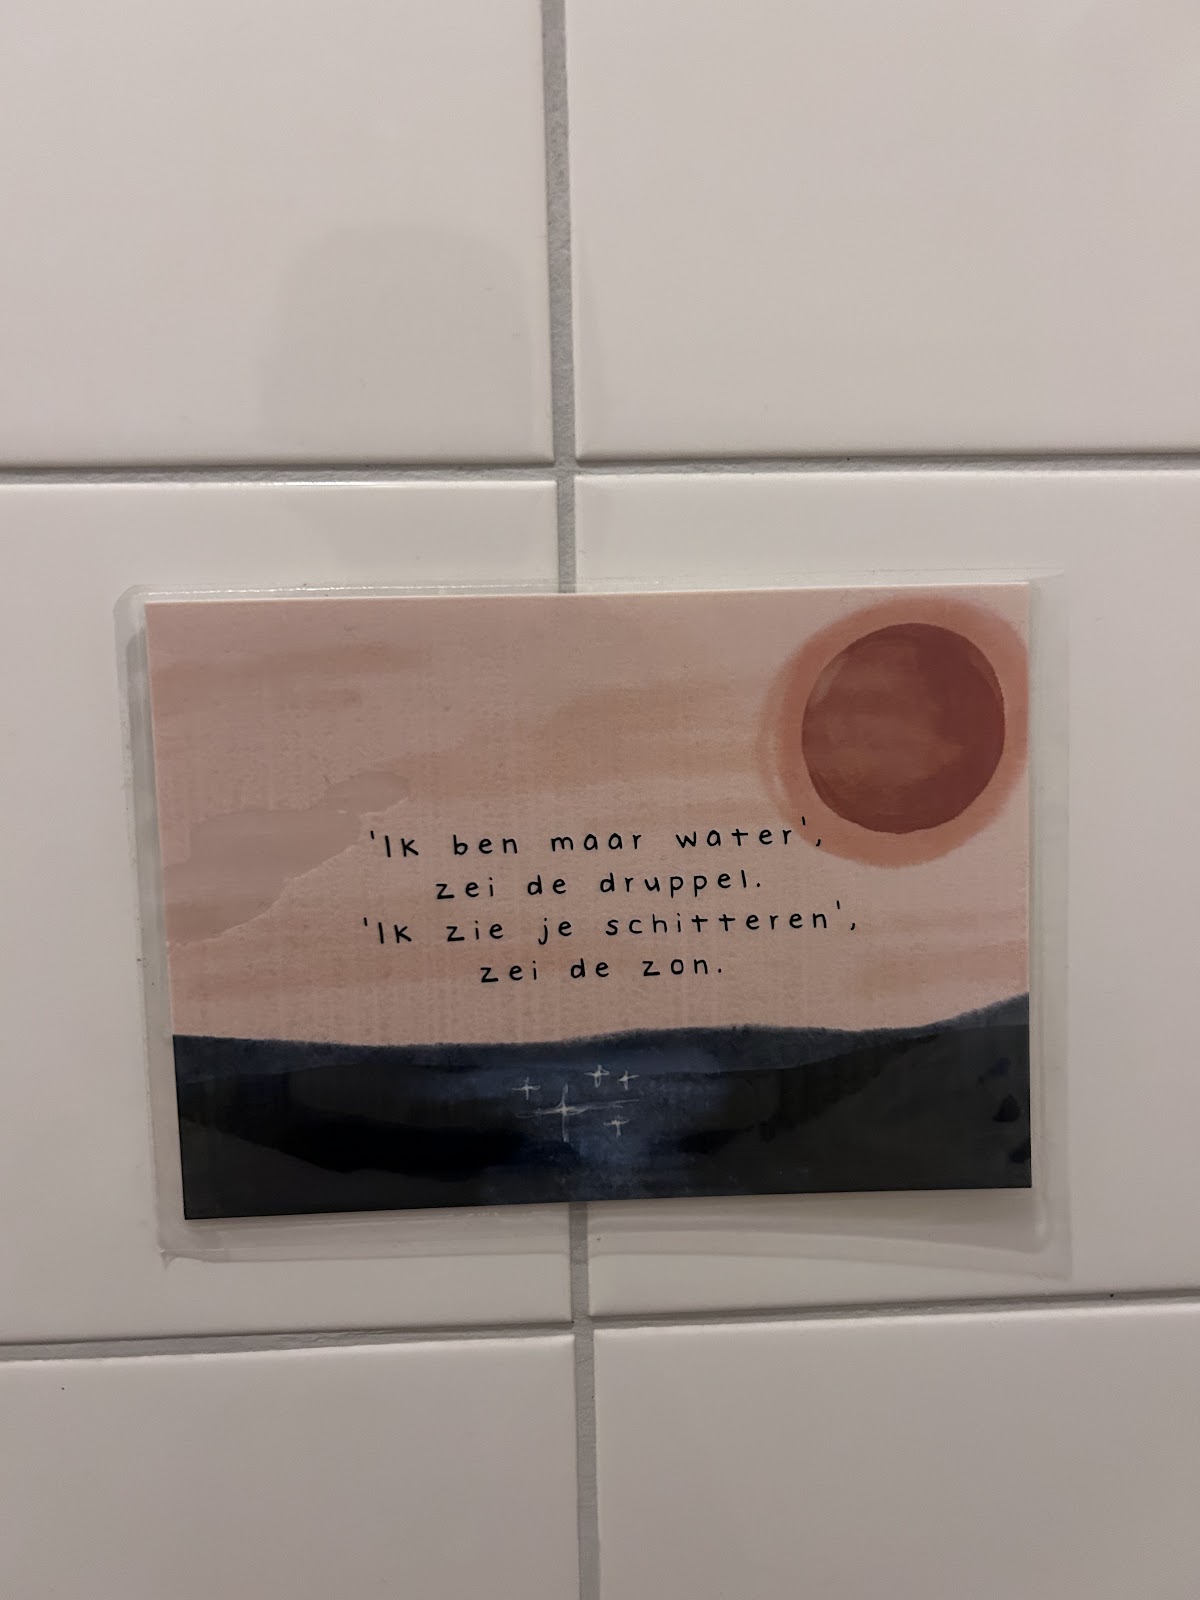 'Ik ben maar water',
zei de druppel.
'Ik zie je schitteren',
zei de zon.